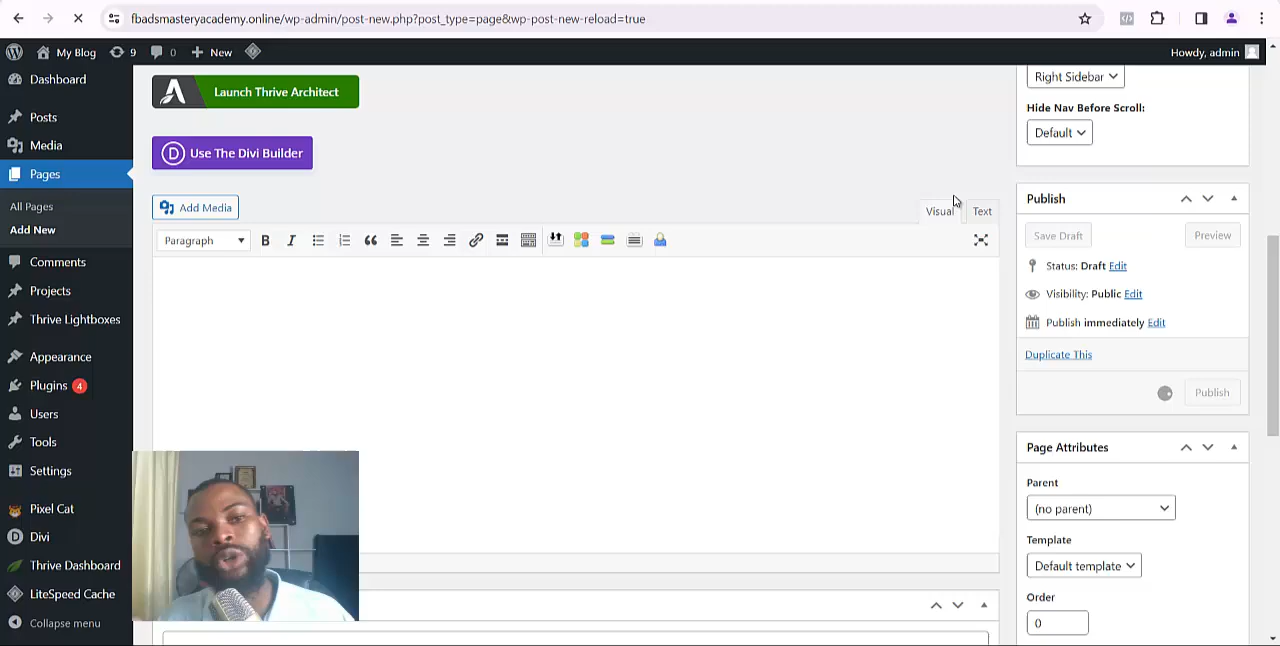 fbadsmasteryacademy.online/wp-admin/post-new.php?post_type=page&wp-post-new-reload=true
My Blog 9 0 New Howdy, admin
Dashboard
Posts
Media
Pages
All Pages
Add New
Comments
Projects
Thrive Lightboxes
Appearance
Plugins 4
Users
Tools
Settings
Pixel Cat
Divi
Thrive Dashboard
LiteSpeed Cache
Collapse menu
Launch Thrive Architect
Use The Divi Builder
Add Media
Visual Text
Paragraph
Right Sidebar
Hide Nav Before Scroll:
Default
Publish
Save Draft Preview
Status: Draft Edit
Visibility: Public Edit
Publish immediately Edit
Duplicate This
Publish
Page Attributes
Parent
(no parent)
Template
Default template
Order
0